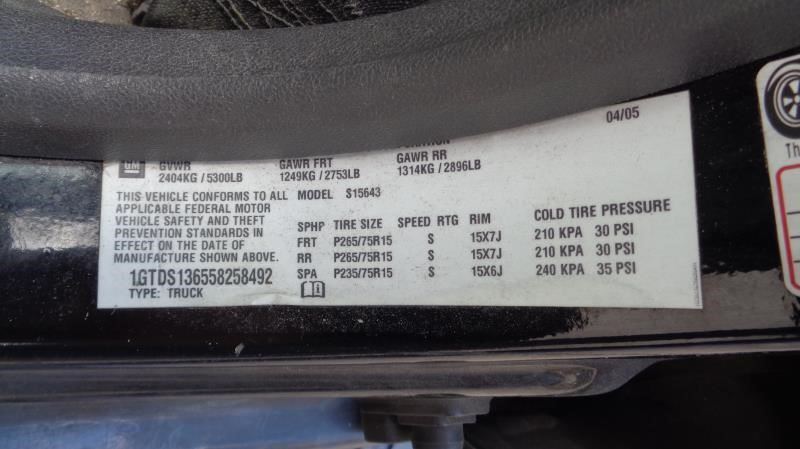 04/05
GM
GVWR GAWR FRT GAWR RR
2404KG / 5300LB 1249KG / 2753LB 1314KG / 2896LB
THIS VEHICLE CONFORMS TO ALL
APPLICABLE FEDERAL MOTOR
VEHICLE SAFETY AND THEFT
PREVENTION STANDARDS IN
EFFECT ON THE DATE OF
MANUFACTURE SHOWN ABOVE.
1GTDS136558258492
TYPE: TRUCK
MODEL S15643
SPHP TIRE SIZE SPEED RTG RIM COLD TIRE PRESSURE
FRT P265/75R15 S 15X7J 210 KPA 30 PSI
RR P265/75R15 S 15X7J 210 KPA 30 PSI
SPA P235/75R15 S 15X6J 240 KPA 35 PSI
i
Th